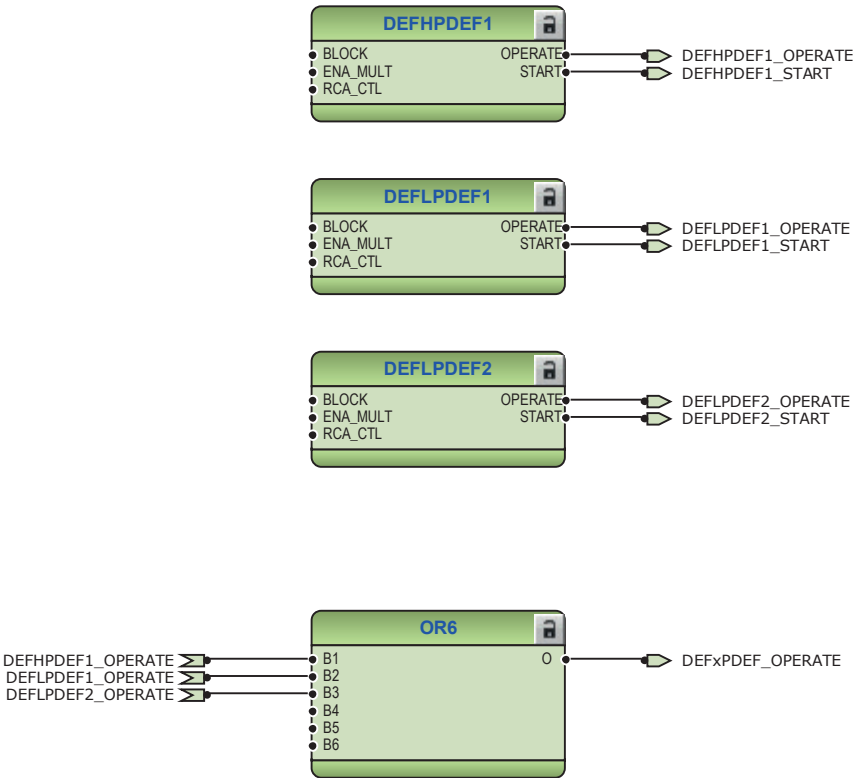 DEFHPDEF1
BLOCK OPERATE DEFHPDEF1_OPERATE
ENA_MULT START DEFHPDEF1_START
RCA_CTL
DEFLPDEF1
BLOCK OPERATE DEFLPDEF1_OPERATE
ENA_MULT START DEFLPDEF1_START
RCA_CTL
DEFLPDEF2
BLOCK OPERATE DEFLPDEF2_OPERATE
ENA_MULT START DEFLPDEF2_START
RCA_CTL
OR6
DEFHPDEF1_OPERATE B1 O DEFxPDEF_OPERATE
DEFLPDEF1_OPERATE B2
DEFLPDEF2_OPERATE B3
B4
B5
B6